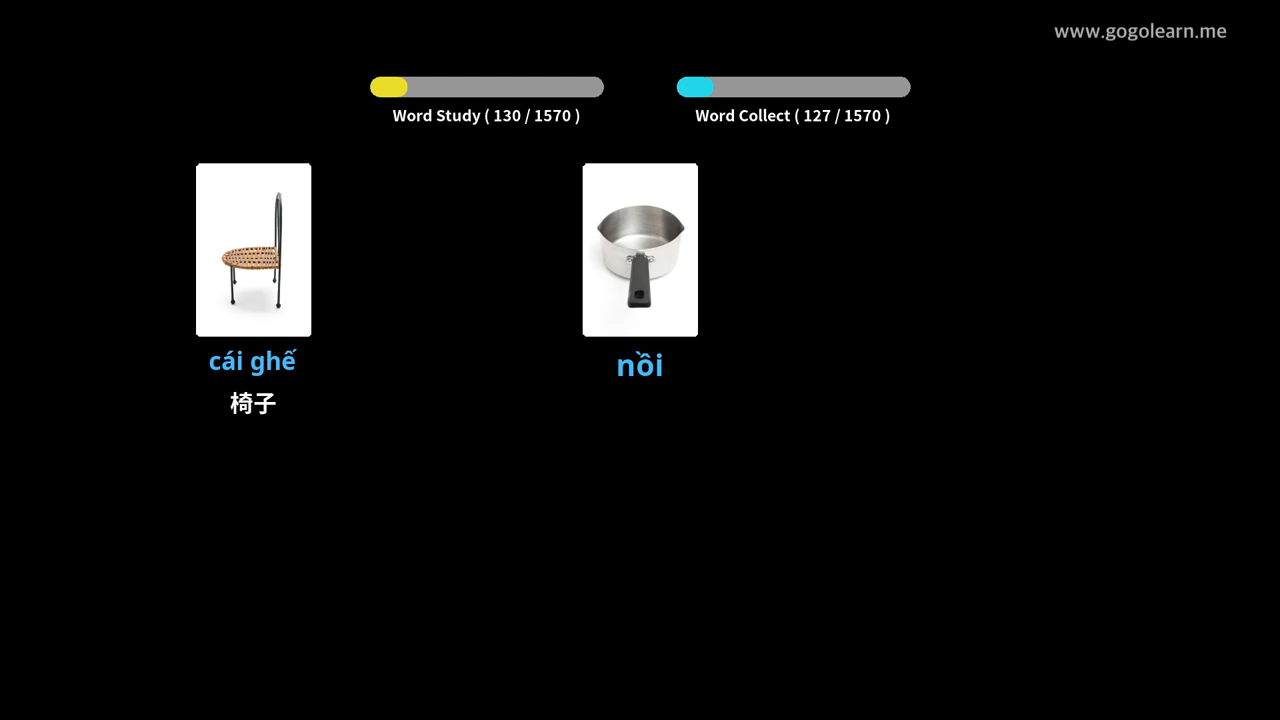 www.gogolearn.me
Word Study ( 130 / 1570 )
Word Collect ( 127 / 1570 )
cái ghế
椅子
nồi